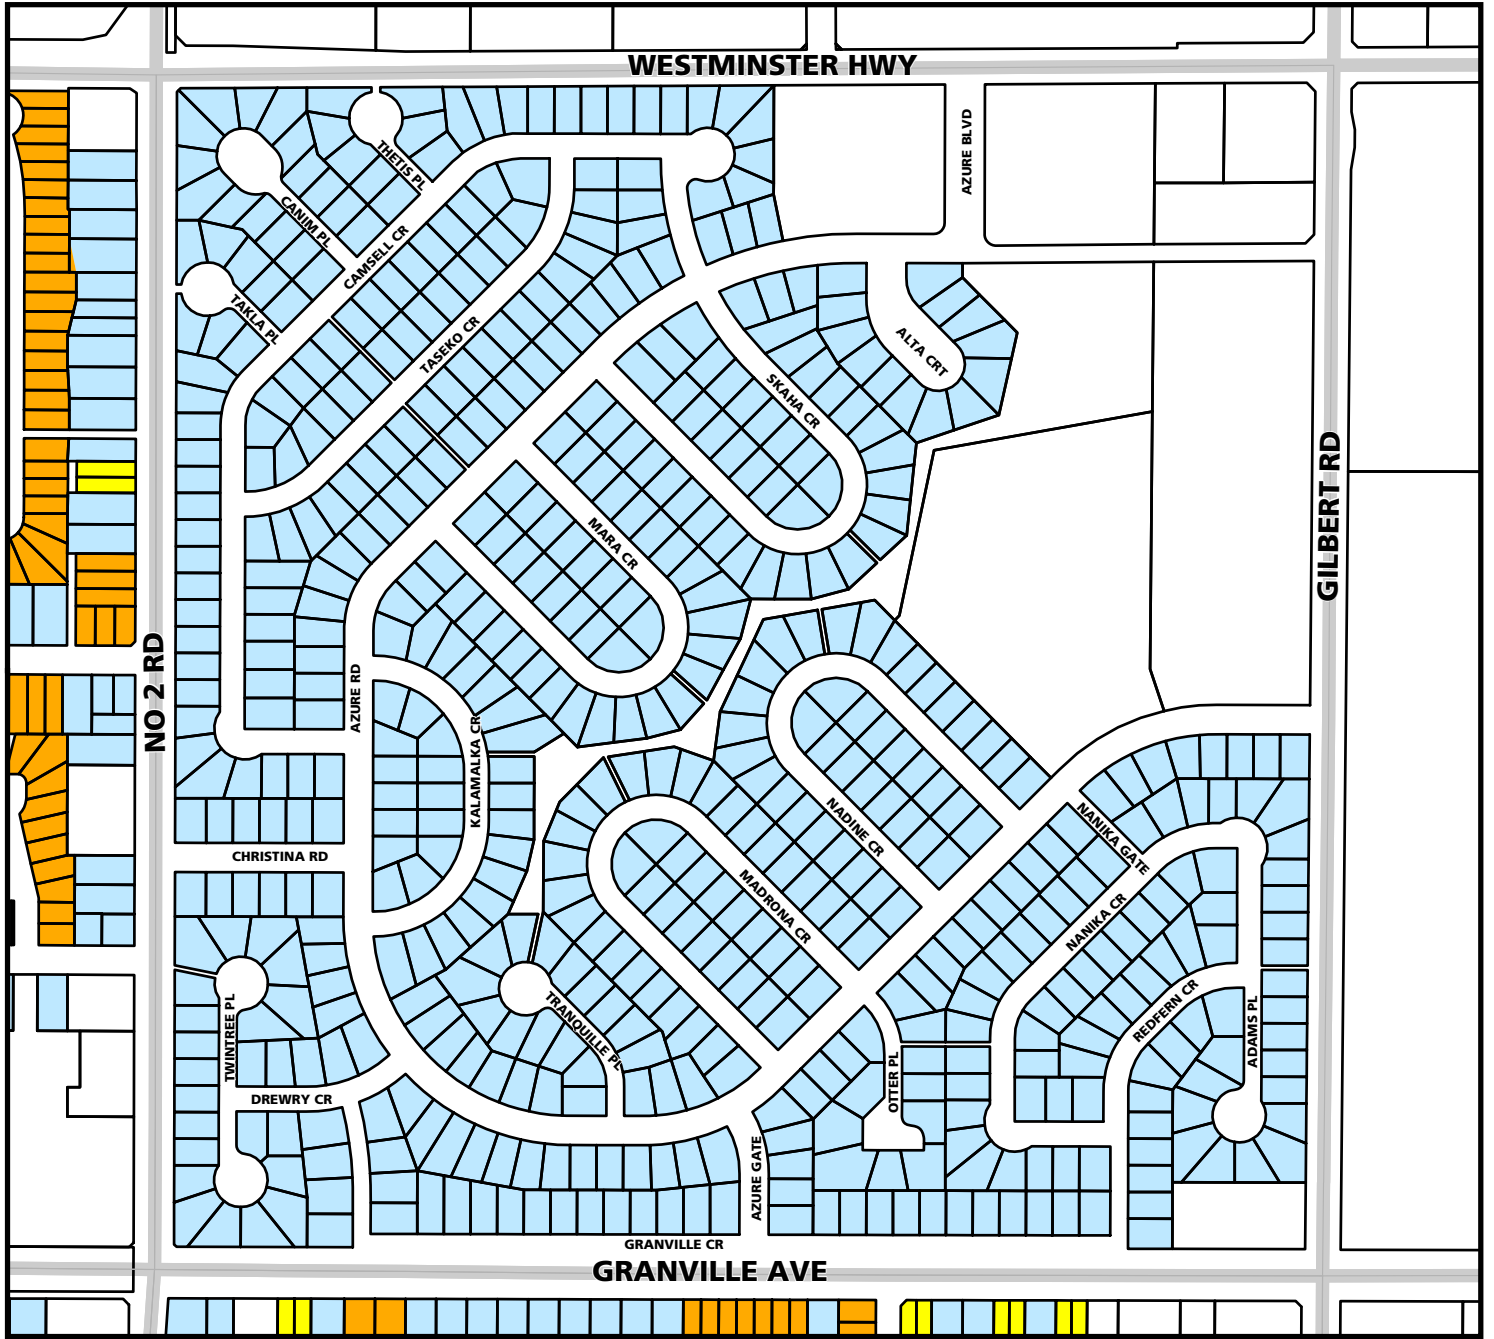 WESTMINSTER HWY
AZURE BLVD
THETIS PL
CANIM PL
CAMSELL CR
TAKLA PL
TASEKO CR
ALTA CRT
SKAHA CR
GILBERT RD
MARA CR
NO 2 RD
AZURE RD
KALAMALKA CR
NADINE CR
NANIKA GATE
CHRISTINA RD
MADRONA CR
NANIKA CR
TWINTREE PL
TRANQUILLE PL
REDFERN CR
ADAMS PL
OTTER PL
DREWRY CR
AZURE GATE
GRANVILLE CR
GRANVILLE AVE